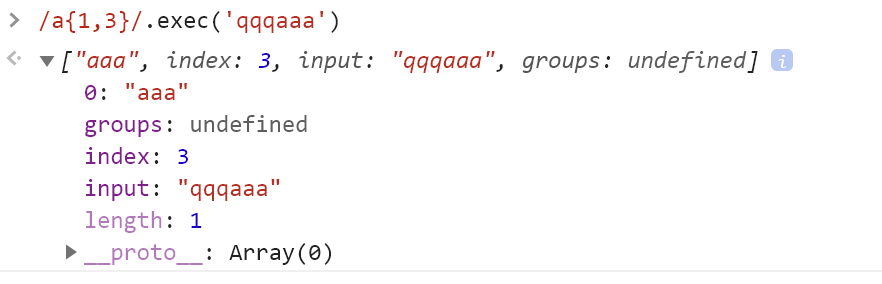 > /a{1,3}/.exec('qqqaaa')
["aaa", index: 3, input: "qqqaaa", groups: undefined] i
0: "aaa"
groups: undefined
index: 3
input: "qqqaaa"
length: 1
__proto__: Array(0)